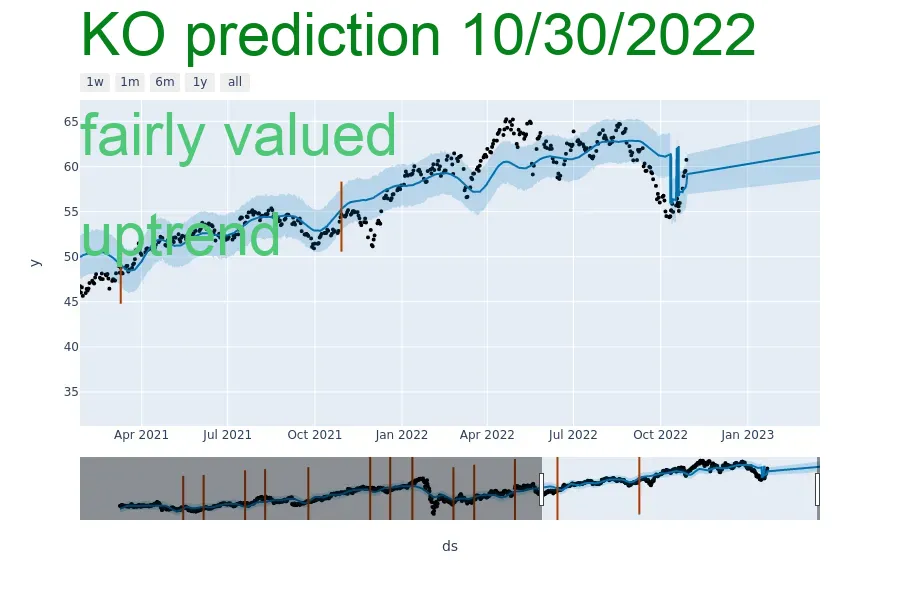 KO prediction 10/30/2022
1w 1m 6m 1y all
fairly valued
uptrend
65
60
55
50
45
40
35
y
Apr 2021 Jul 2021 Oct 2021 Jan 2022 Apr 2022 Jul 2022 Oct 2022 Jan 2023
ds